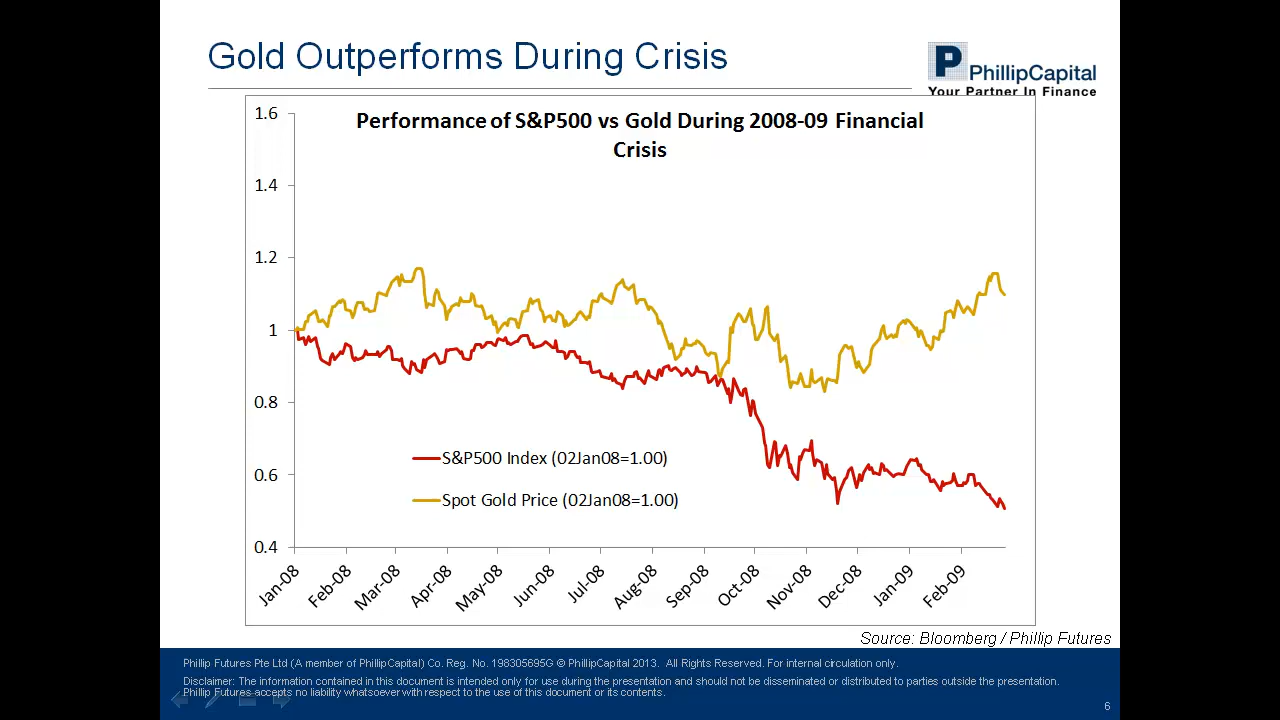 Gold Outperforms During Crisis
P
PhillipCapital
Your Partner In Finance
Performance of S&P500 vs Gold During 2008-09 Financial
Crisis
1.6
1.4
1.2
1
0.8
0.6
0.4
S&P500 Index (02Jan08=1.00)
Spot Gold Price (02Jan08=1.00)
Jan-08
Feb-08
Mar-08
Apr-08
May-08
Jun-08
Jul-08
Aug-08
Sep-08
Oct-08
Nov-08
Dec-08
Jan-09
Feb-09
Source: Bloomberg / Phillip Futures
Phillip Futures Pte Ltd (A member of PhillipCapital) Co. Reg. No. 198305695G © PhillipCapital 2013. All Rights Reserved. For internal circulation only.
Disclaimer: The information contained in this document is intended only for use during the presentation and should not be disseminated or distributed to parties outside the presentation.
Phillip Futures accepts no liability whatsoever with respect to the use of this document or its contents.
6